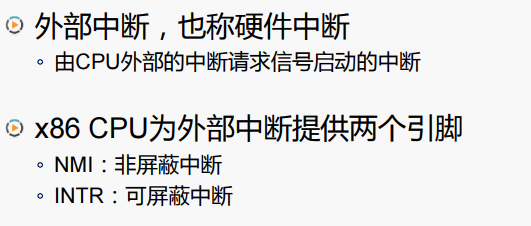 外部中断，也称硬件中断
由CPU外部的中断请求信号启动的中断
x86 CPU为外部中断提供两个引脚
NMI：非屏蔽中断
INTR：可屏蔽中断